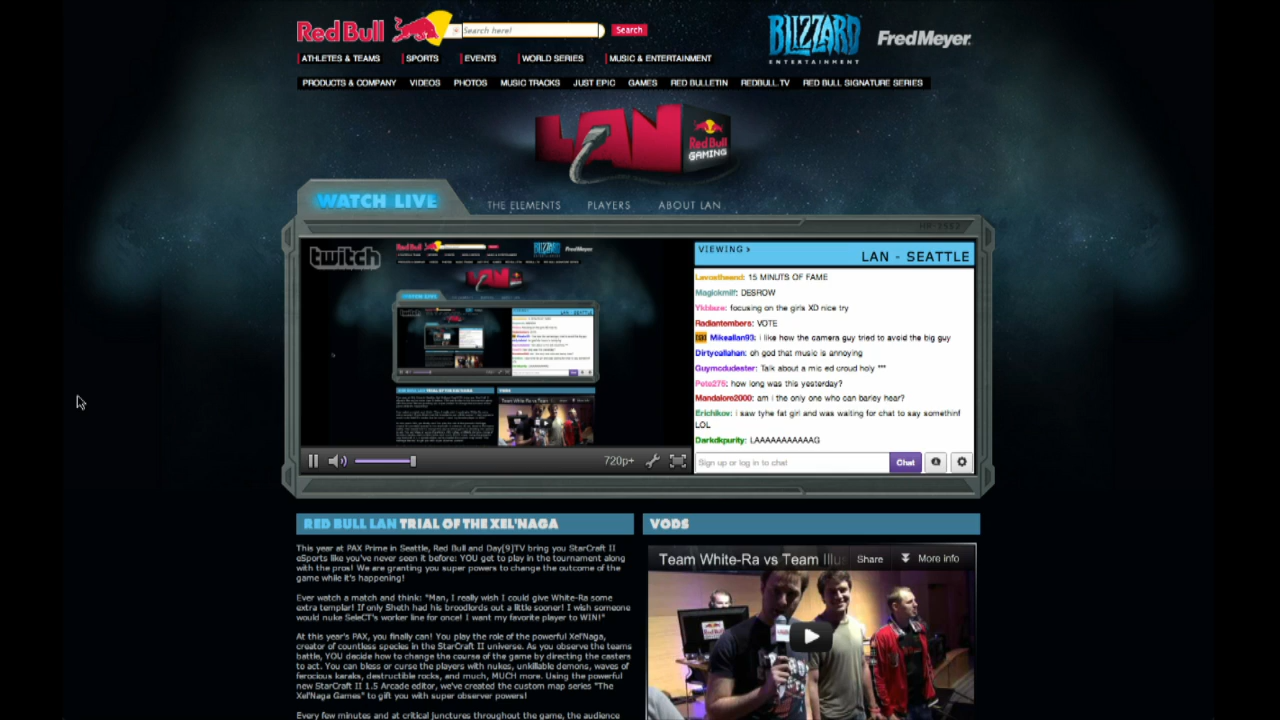 Red Bull
Search here!
Search
BLIZZARD
ENTERTAINMENT
FredMeyer.
ATHLETES & TEAMS
SPORTS
EVENTS
WORLD SERIES
MUSIC & ENTERTAINMENT
PRODUCTS & COMPANY
VIDEOS
PHOTOS
MUSIC TRACKS
JUST EPIC
GAMES
RED BULLETIN
REDBULL.TV
RED BULL SIGNATURE SERIES
LAN
Red Bull
GAMING
WATCH LIVE
THE ELEMENTS
PLAYERS
ABOUT LAN
twitch
VIEWING >
LAN - SEATTLE
15 MINUTS OF FAME
Magickmilf: DESROW
Ykblaze: focusing on the girls XD nice try
Radiantembers: VOTE
Mikeallan93: i like how the camera guy tried to avoid the big guy
Dirtycallahan: oh god that music is annoying
Guymcdudester: Talk about a mic ed croud holy ***
Pete276: how long was this yesterday?
Mandalore2000: am i the only one who can barley hear?
Erichikov: i saw tyhe fat girl and was waiting for chat to say somethinf
LOL
Darkdkpurity: LAAAAAAAAAAG
720p+
Sign up or log in to chat
Chat
RED BULL LAN TRIAL OF THE XEL'NAGA
This year at PAX Prime in Seattle, Red Bull and Day[9]TV bring you StarCraft II
eSports like you've never seen it before: YOU get to play in the tournament along
with the pros! We are granting you super powers to change the outcome of the
game while it's happening!
Ever watch a match and think: "Man, I really wish I could give White-Ra some
extra templar! If only Sheth had his broodlords out a little sooner! I wish someone
would nuke SeleCT's worker line for once! I want my favorite player to WIN!"
At this year's PAX, you finally can! You play the role of the powerful Xel'Naga,
creator of countless species in the StarCraft II universe. As you observe the teams
battle, YOU decide how to change the course of the game by directing the casters
to act. You can bless or curse the players with nukes, unkillable demons, waves of
ferocious karaks, destructible rocks, and much, MUCH more. Using the powerful
new StarCraft II 1.5 Arcade editor, we've created the custom map series "The
Xel'Naga Games" to gift you with super observer powers!
Every few minutes and at critical junctures throughout the game, the audience
VODS
Team White-Ra vs Team Illu
Share
More info